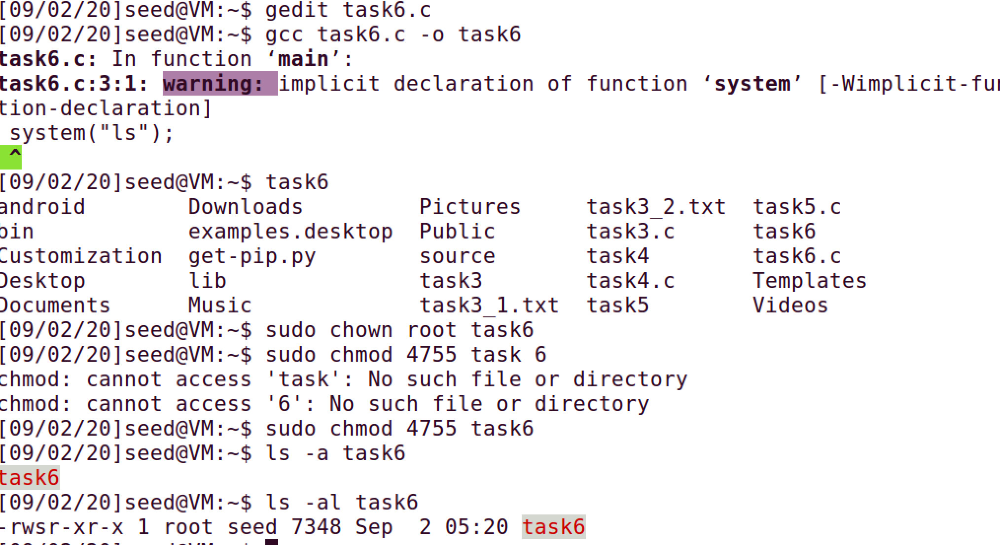 [09/02/20]seed@VM:~$ gedit task6.c
[09/02/20]seed@VM:~$ gcc task6.c -o task6
task6.c: In function ‘main’:
task6.c:3:1: warning: implicit declaration of function ‘system’ [-Wimplicit-fun
tion-declaration]
 system("ls");
 ^
[09/02/20]seed@VM:~$ task6
android        Downloads         Pictures     task3_2.txt  task5.c
bin            examples.desktop  Public       task3.c      task6
Customization  get-pip.py        source       task4        task6.c
Desktop        lib               task3        task4.c      Templates
Documents      Music             task3_1.txt  task5        Videos
[09/02/20]seed@VM:~$ sudo chown root task6
[09/02/20]seed@VM:~$ sudo chmod 4755 task 6
chmod: cannot access 'task': No such file or directory
chmod: cannot access '6': No such file or directory
[09/02/20]seed@VM:~$ sudo chmod 4755 task6
[09/02/20]seed@VM:~$ ls -a task6
task6
[09/02/20]seed@VM:~$ ls -al task6
-rwsr-xr-x 1 root seed 7348 Sep  2 05:20 task6